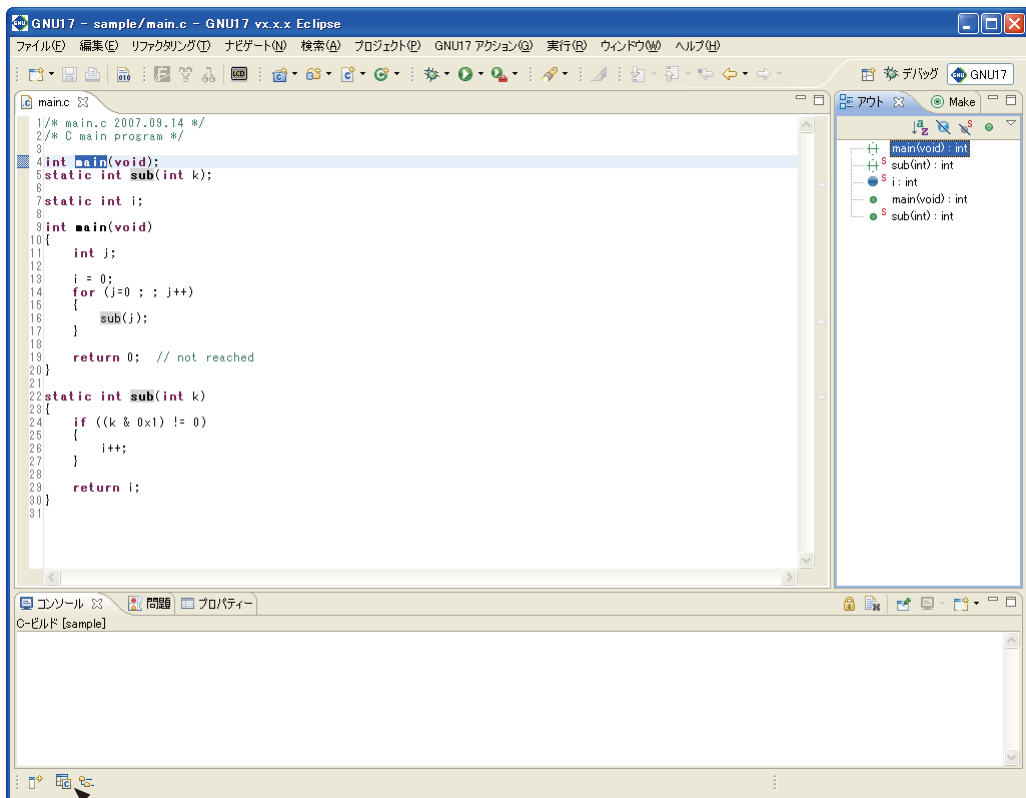 GNU17 - sample/main.c - GNU17 vx.x.x Eclipse
ファイル(F) 編集(E) リファクタリング(T) ナビゲート(N) 検索(A) プロジェクト(P) GNU17 アクション(G) 実行(R) ウィンドウ(W) ヘルプ(H)
デバッグ GNU17
main.c
アウト Make
1 /* main.c 2007.09.14 */
2 /* C main program */
3
4 int main(void);
5 static int sub(int k);
6
7 static int i;
8
9 int main(void)
10 {
11 int j;
12
13 i = 0;
14 for (j=0 ; ; j++)
15 {
16 sub(j);
17 }
18
19 return 0; // not reached
20 }
21
22 static int sub(int k)
23 {
24 if ((k & 0x1) != 0)
25 {
26 i++;
27 }
28
29 return i;
30 }
31
main(void) : int
S sub(int) : int
S i : int
main(void) : int
S sub(int) : int
コンソール 問題 プロパティー
C-ビルド [sample]